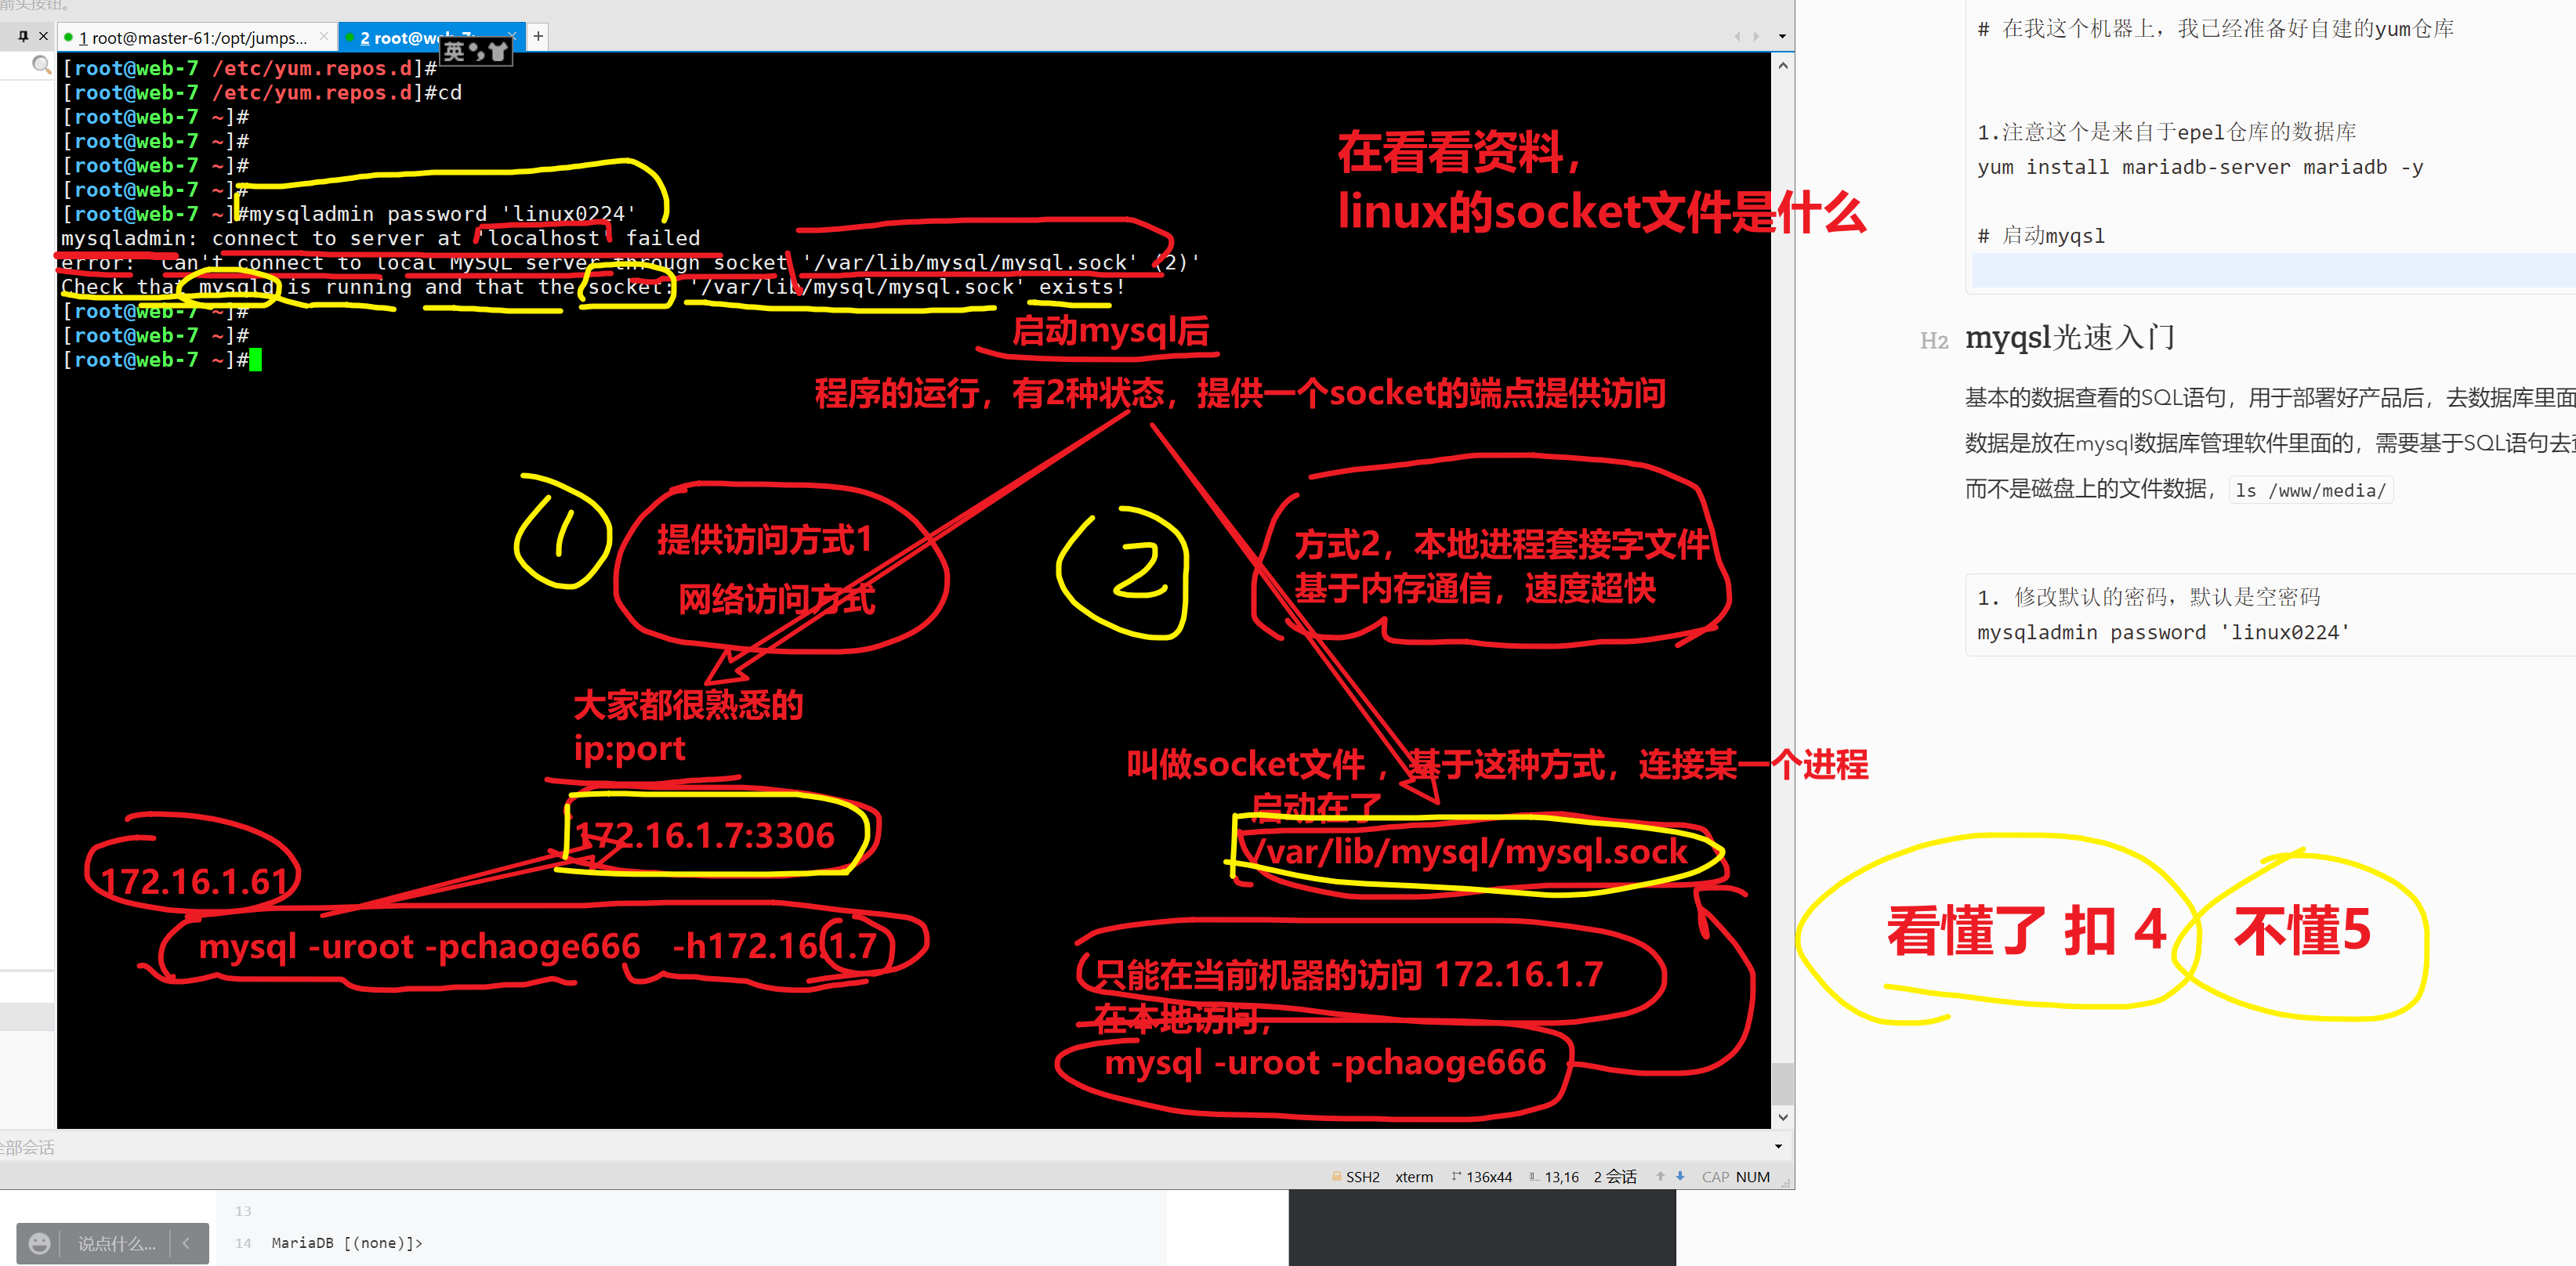 前头按钮。
1 root@master-61:/opt/jumps...
2 root@we
英
[root@web-7 /etc/yum.repos.d]#
[root@web-7 /etc/yum.repos.d]#cd
[root@web-7 ~]#
[root@web-7 ~]#
[root@web-7 ~]#
[root@web-7 ~]#
[root@web-7 ~]#mysqladmin password 'linux0224'
mysqladmin: connect to server at 'localhost' failed
error: 'Can't connect to local MySQL server through socket '/var/lib/mysql/mysql.sock' (2)'
Check that mysqld is running and that the socket: '/var/lib/mysql/mysql.sock' exists!
[root@web-7 ~]#
[root@web-7 ~]#
[root@web-7 ~]#
在看看资料，
linux的socket文件是什么
启动mysql后
程序的运行，有2种状态，提供一个socket的端点提供访问
1
提供访问方式1
网络访问方式
2
方式2，本地进程套接字文件
基于内存通信，速度超快
大家都很熟悉的
ip:port
172.16.1.7:3306
172.16.1.61
mysql -uroot -pchaoge666 -h172.16.1.7
叫做socket文件 ，基于这种方式，连接某一个进程
启动在了
/var/lib/mysql/mysql.sock
只能在当前机器的访问 172.16.1.7
在本地访问，
mysql -uroot -pchaoge666
全部会话
SSH2 xterm 136x44 13,16 2 会话 CAP NUM
说点什么...
13
14 MariaDB [(none)]>
# 在我这个机器上，我已经准备好自建的yum仓库
1.注意这个是来自于epel仓库的数据库
yum install mariadb-server mariadb -y
# 启动myqsl
H2 myqsl光速入门
基本的数据查看的SQL语句，用于部署好产品后，去数据库里面
数据是放在mysql数据库管理软件里面的，需要基于SQL语句去
而不是磁盘上的文件数据， ls /www/media/
1. 修改默认的密码，默认是空密码
mysqladmin password 'linux0224'
看懂了 扣 4
不懂5